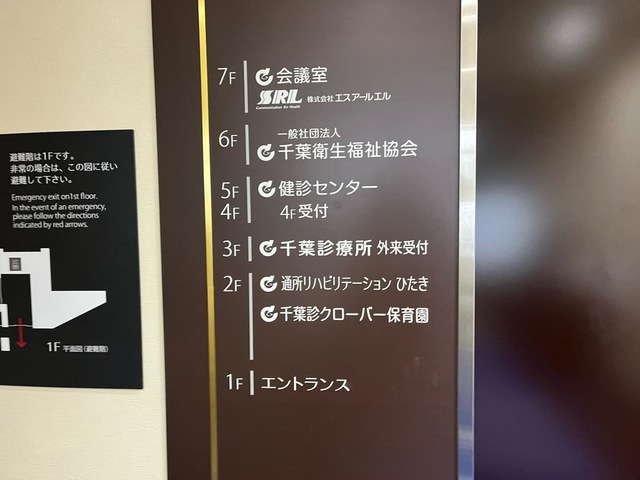 7F 会議室
SRL 株式会社エスアールエル
Communication for Health
6F 一般社団法人
千葉衛生福祉協会
5F 健診センター
4F 4F受付
3F 千葉診療所 外来受付
2F 通所リハビリテーション ひたき
千葉診クローバー保育園
1F エントランス
避難階は1Fです。
非常の場合は、この図に従い
避難して下さい。
Emergency exit on1st floor.
In the event of an emergency,
please follow the directions
indicated by red arrows.
1F 平面図(避難階)